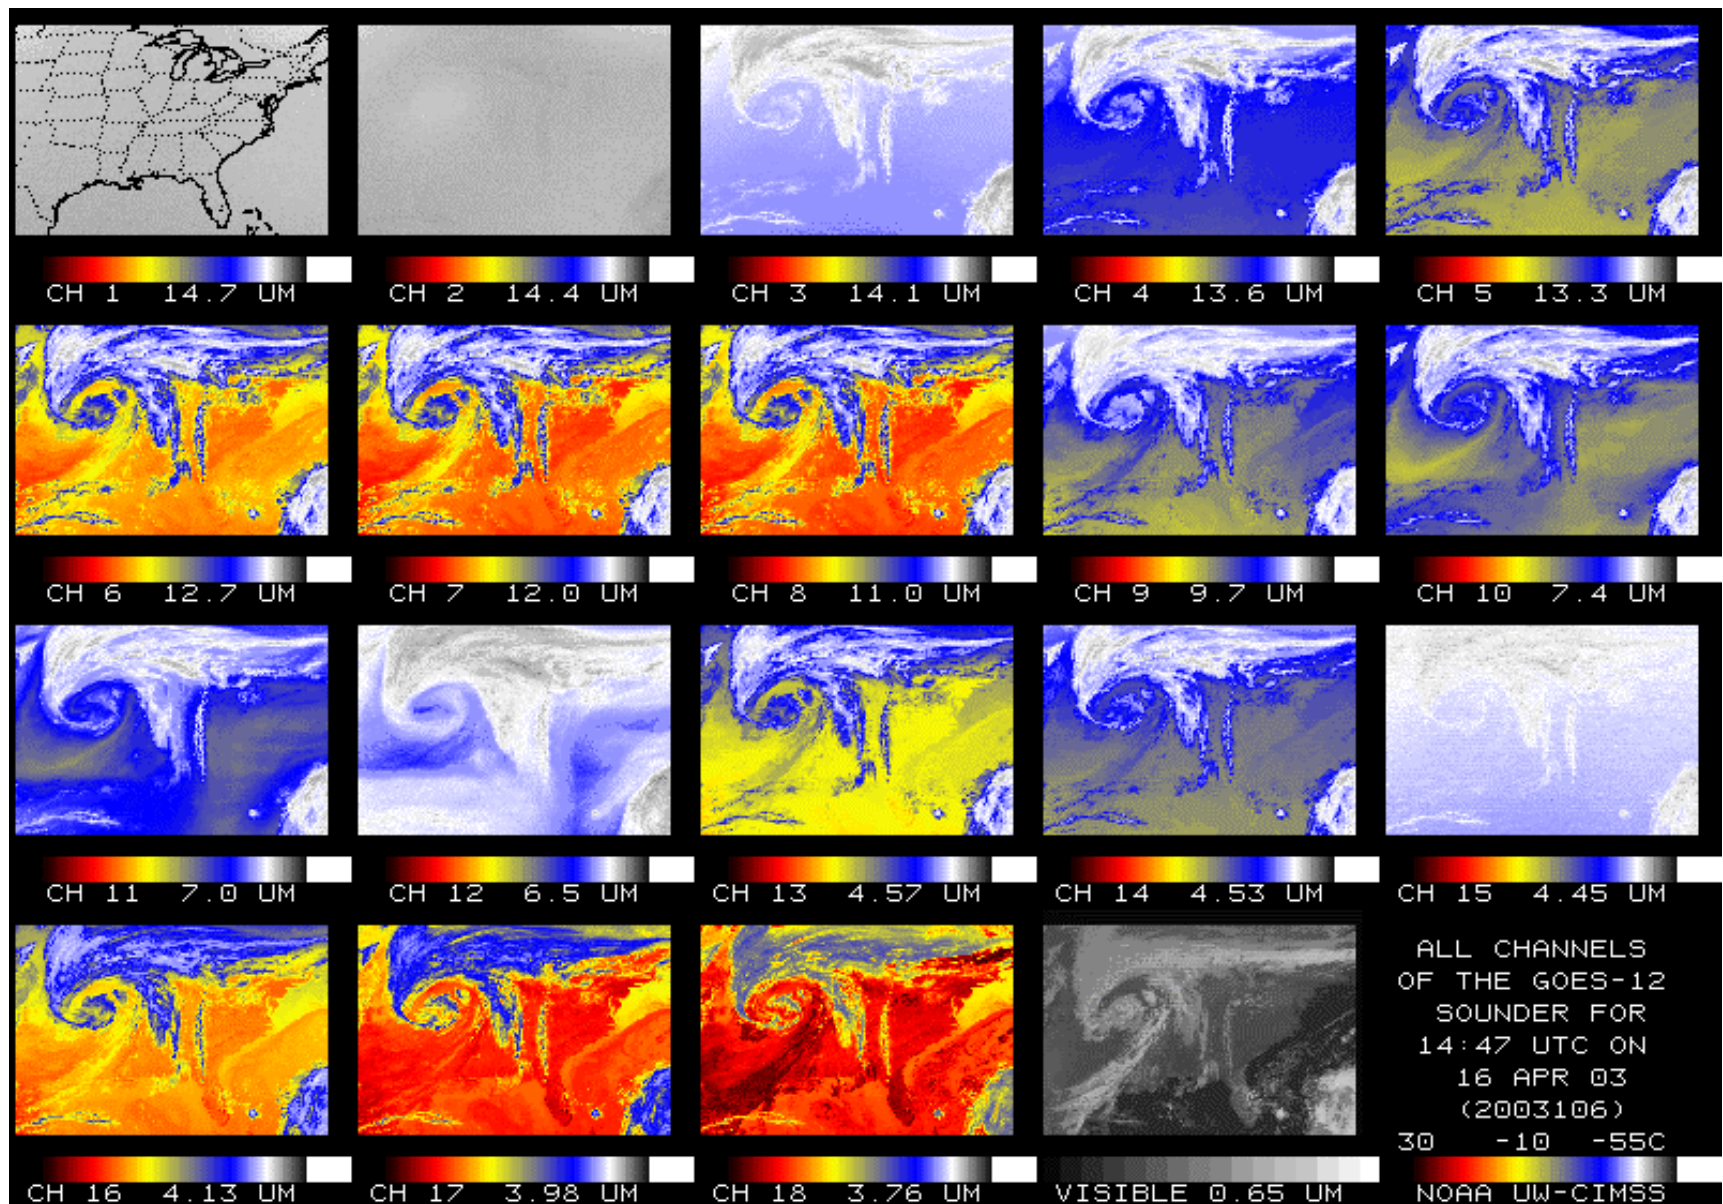 CH 1 14.7 UM
CH 2 14.4 UM
CH 3 14.1 UM
CH 4 13.6 UM
CH 5 13.3 UM
CH 6 12.7 UM
CH 7 12.0 UM
CH 8 11.0 UM
CH 9 9.7 UM
CH 10 7.4 UM
CH 11 7.0 UM
CH 12 6.5 UM
CH 13 4.57 UM
CH 14 4.53 UM
CH 15 4.45 UM
CH 16 4.13 UM
CH 17 3.98 UM
CH 18 3.76 UM
VISIBLE 0.65 UM
ALL CHANNELS
OF THE GOES-12
SOUNDER FOR
14:47 UTC ON
16 APR 03
(2003106)
30 -10 -55C
NOAA UW-CIMSS